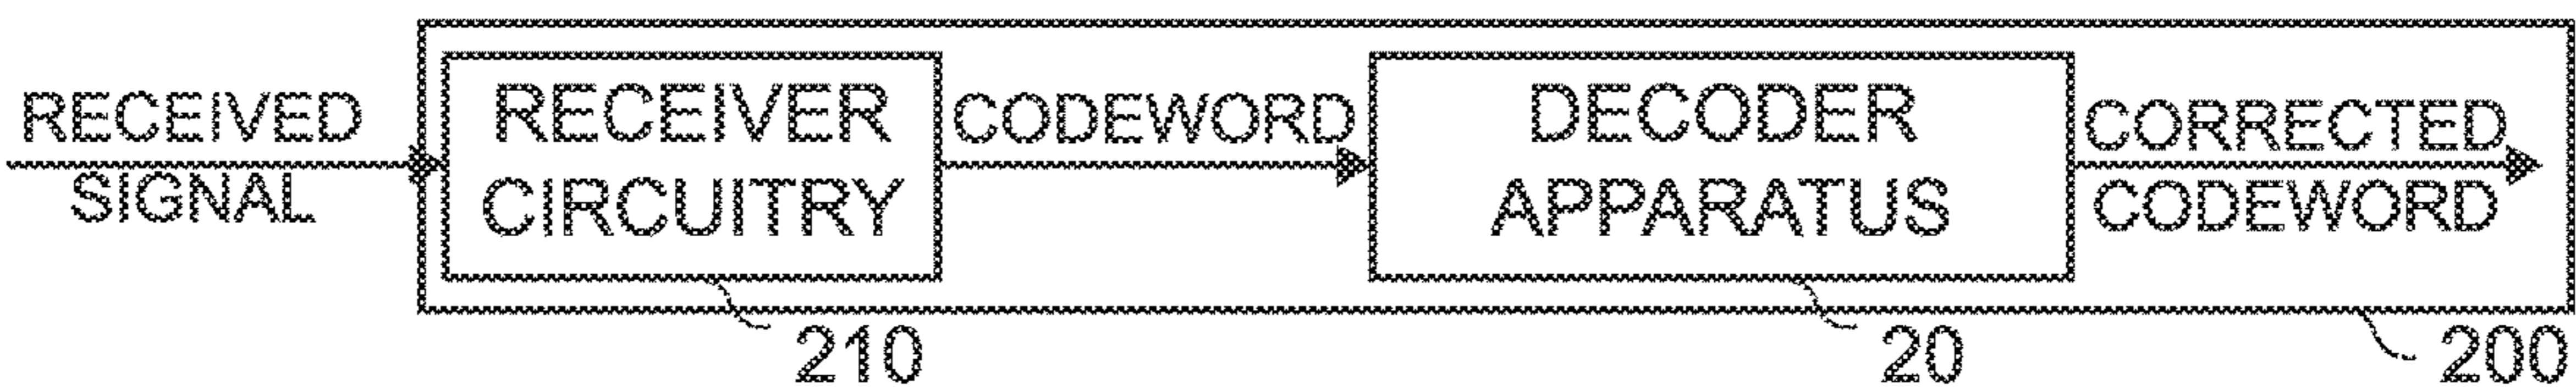 RECEIVED
SIGNAL
RECEIVER
CIRCUITRY
CODEWORD
DECODER
APPARATUS
CORRECTED
CODEWORD
210
20
200